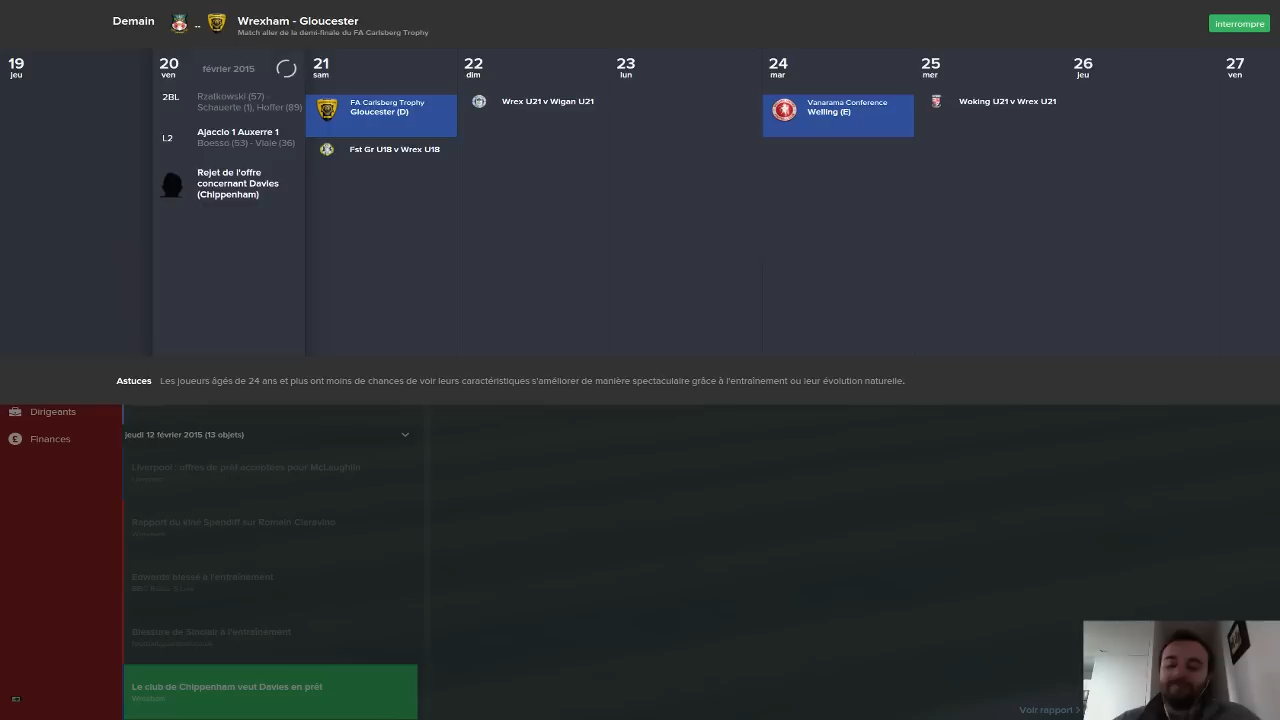 Demain
..
Wrexham - Gloucester
Match aller de la demi-finale du FA Carlsberg Trophy
interrompre
19
jeu
20
ven
février 2015
21
sam
22
dim
23
lun
24
mar
25
mer
26
jeu
27
ven
2BL
Rzatkowski (57) -
Schauerte (1), Hoffer (89)
L2
Ajaccio 1 Auxerre 1
Boesso (53) - Viale (36)
Rejet de l'offre
concernant Davies
(Chippenham)
FA Carlsberg Trophy
Gloucester (D)
Fst Gr U18 v Wrex U18
Wrex U21 v Wigan U21
Vanarama Conference
Welling (E)
Woking U21 v Wrex U21
Astuces
Les joueurs âgés de 24 ans et plus ont moins de chances de voir leurs caractéristiques s'améliorer de manière spectaculaire grâce à l'entraînement ou leur évolution naturelle.
Dirigeants
Finances
jeudi 12 février 2015 (13 objets)
Liverpool : offres de prêt acceptées pour McLaughlin
Rapport du kiné Spendiff sur Romain Ciaravino
Wrexham
Edwards blessé à l'entraînement
Blessure de Sinclair à l'entraînement
Le club de Chippenham veut Davies en prêt
Wrexham
Voir rapport >